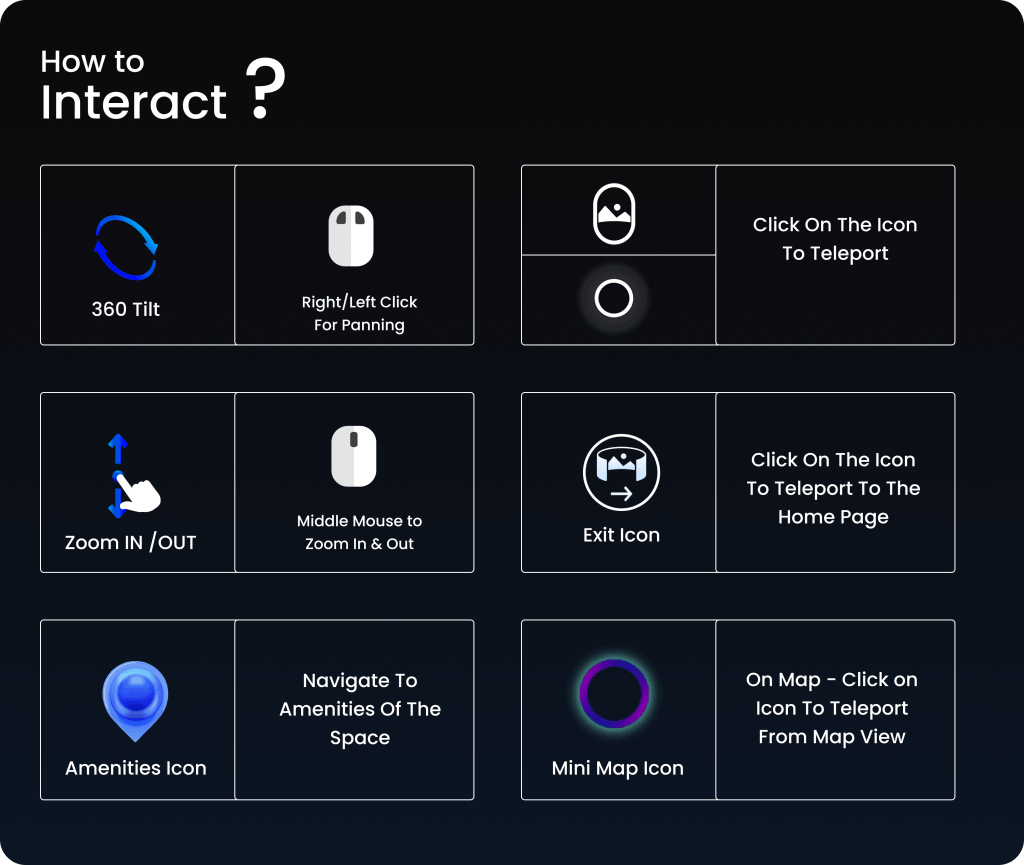 How to
Interact ?
360 Tilt
Right/Left Click
For Panning
Click On The Icon
To Teleport
Zoom IN /OUT
Middle Mouse to
Zoom In & Out
Exit Icon
Click On The Icon
To Teleport To The
Home Page
Amenities Icon
Navigate To
Amenities Of The
Space
Mini Map Icon
On Map - Click on
Icon To Teleport
From Map View